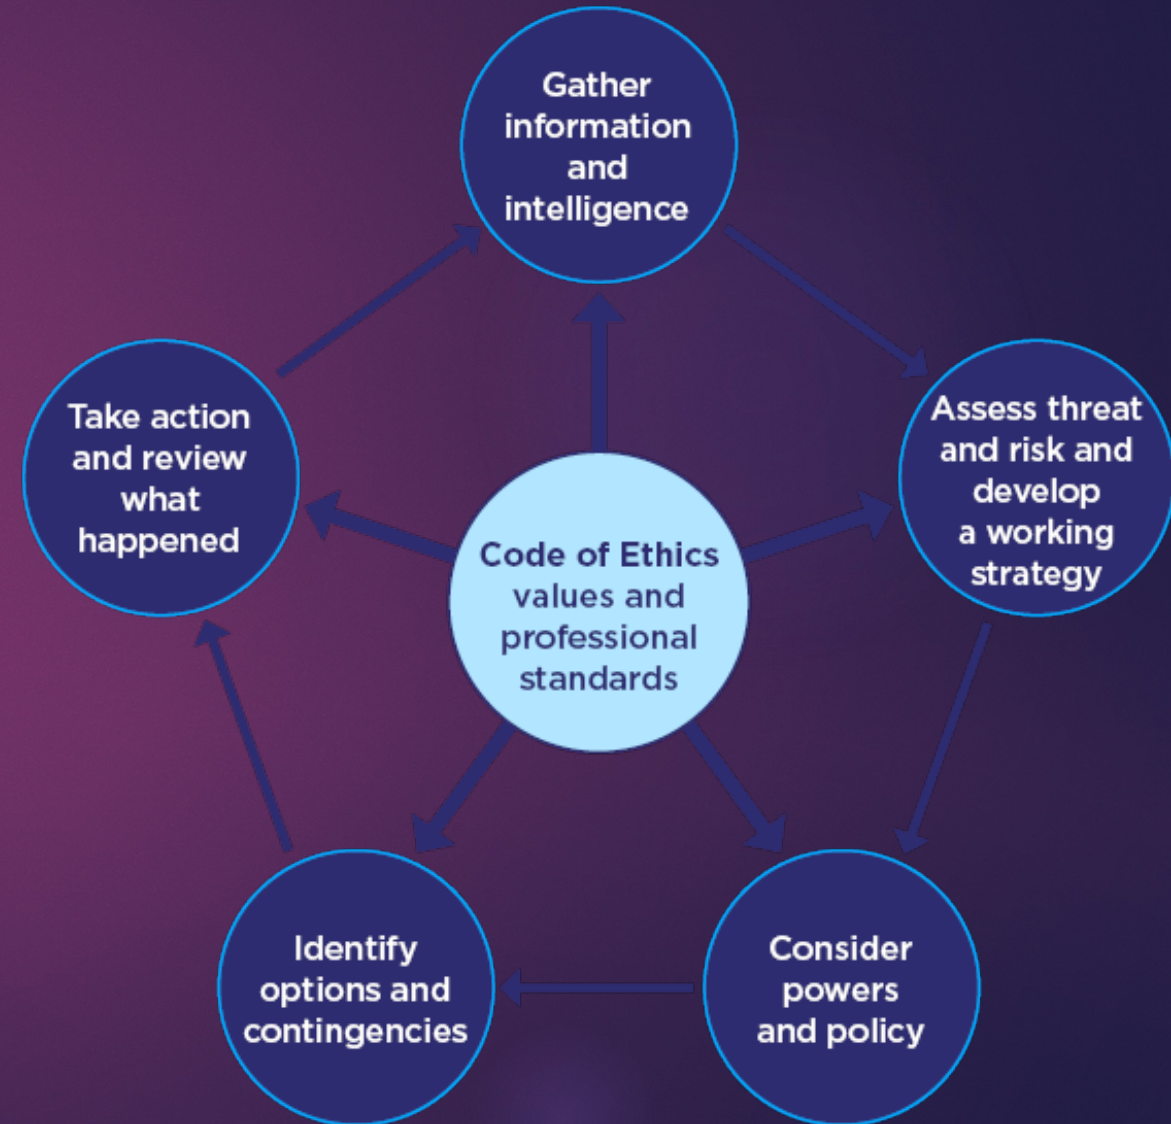 Gather
information
and
intelligence
Assess threat
and risk and
develop
a working
strategy
Consider
powers
and policy
Identify
options and
contingencies
Take action
and review
what
happened
Code of Ethics
values and
professional
standards